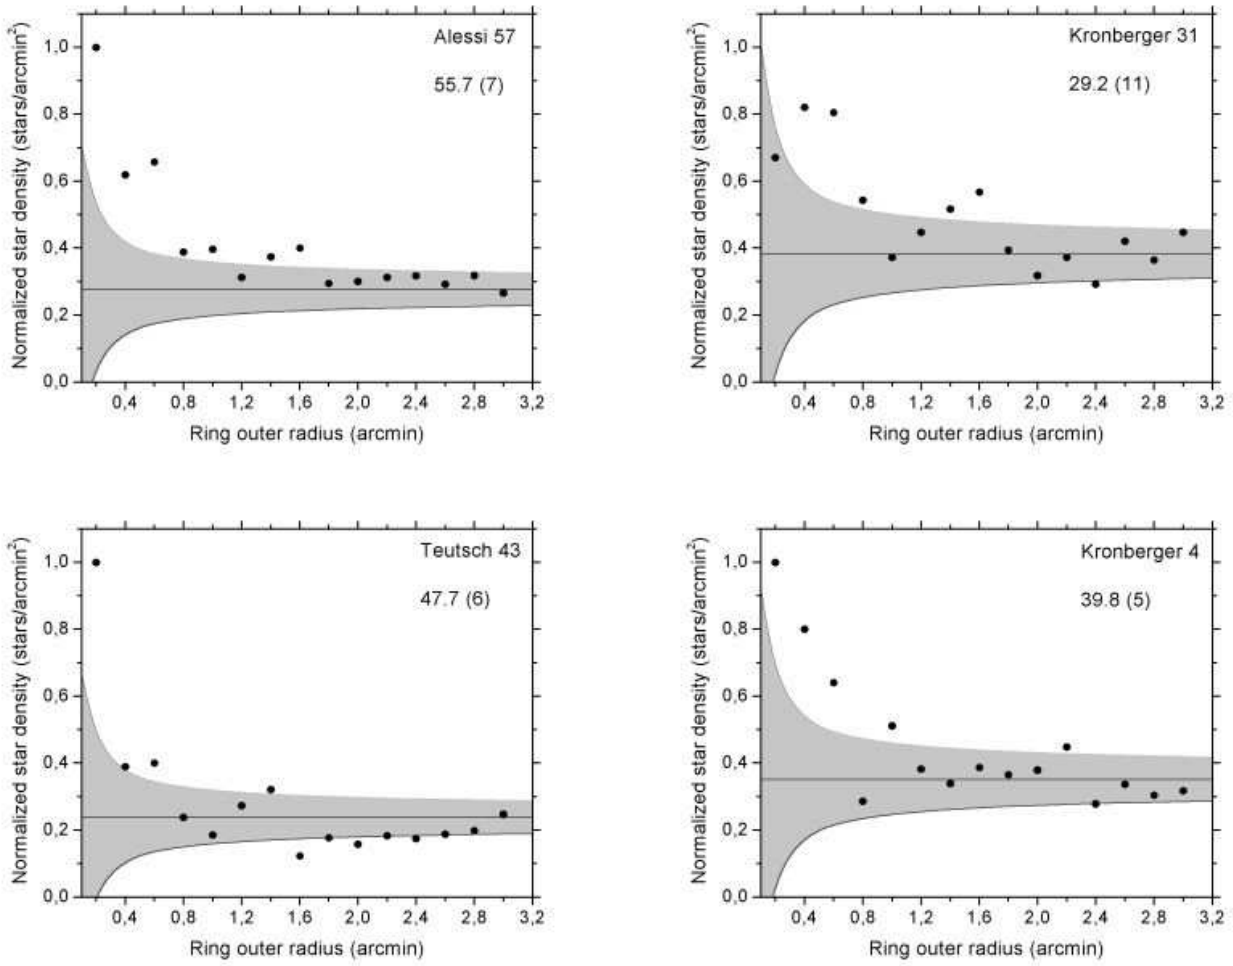 Alessi 57
55.7 (7)
Normalized star density (stars/arcmin²)
1,0
0,8
0,6
0,4
0,2
0,0
0,4 0,8 1,2 1,6 2,0 2,4 2,8 3,2
Ring outer radius (arcmin)
Kronberger 31
29.2 (11)
Normalized star density (stars/arcmin²)
1,0
0,8
0,6
0,4
0,2
0,0
0,4 0,8 1,2 1,6 2,0 2,4 2,8 3,2
Ring outer radius (arcmin)
Teutsch 43
47.7 (6)
Normalized star density (stars/arcmin²)
1,0
0,8
0,6
0,4
0,2
0,0
0,4 0,8 1,2 1,6 2,0 2,4 2,8 3,2
Ring outer radius (arcmin)
Kronberger 4
39.8 (5)
Normalized star density (stars/arcmin²)
1,0
0,8
0,6
0,4
0,2
0,0
0,4 0,8 1,2 1,6 2,0 2,4 2,8 3,2
Ring outer radius (arcmin)